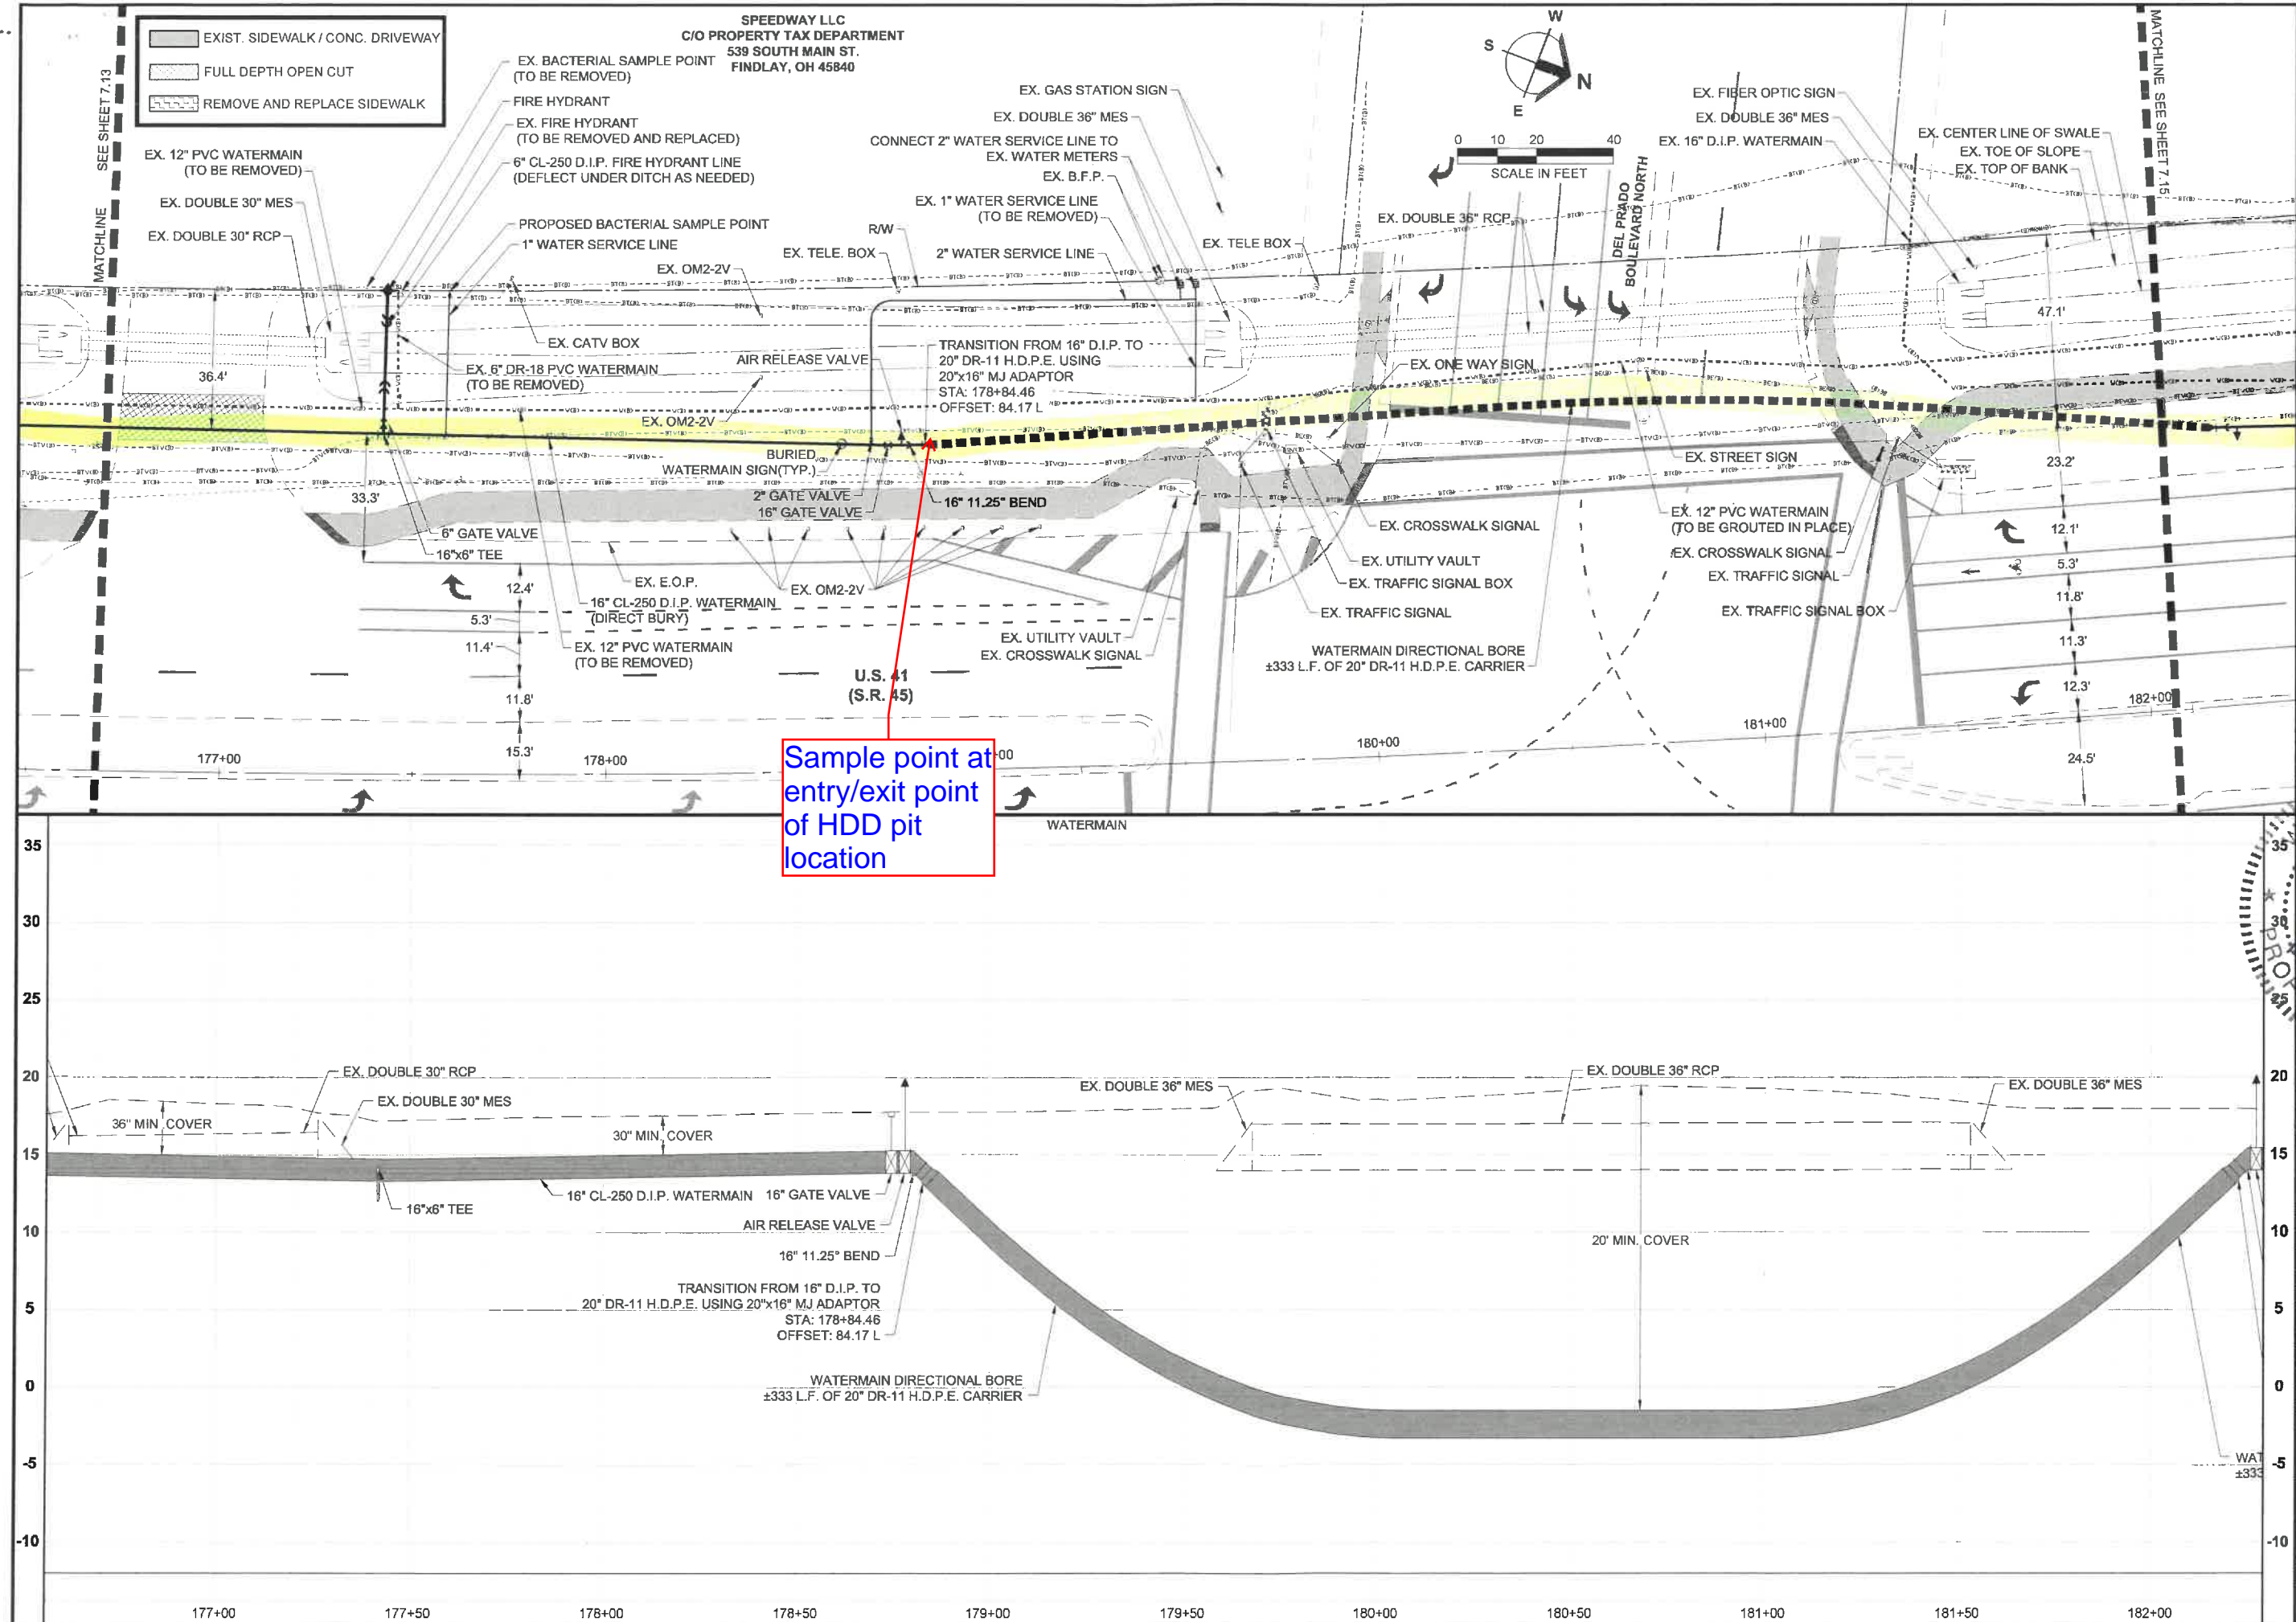 EXIST. SIDEWALK / CONC. DRIVEWAY
FULL DEPTH OPEN CUT
REMOVE AND REPLACE SIDEWALK
SPEEDWAY LLC
C/O PROPERTY TAX DEPARTMENT
539 SOUTH MAIN ST.
FINDLAY, OH 45840
W
S
N
E
0 10 20 40
SCALE IN FEET
MATCHLINE SEE SHEET 7.13
MATCHLINE SEE SHEET 7.15
EX. BACTERIAL SAMPLE POINT
(TO BE REMOVED)
FIRE HYDRANT
EX. FIRE HYDRANT
(TO BE REMOVED AND REPLACED)
6" CL-250 D.I.P. FIRE HYDRANT LINE
(DEFLECT UNDER DITCH AS NEEDED)
EX. 12" PVC WATERMAIN
(TO BE REMOVED)
EX. DOUBLE 30" MES
EX. DOUBLE 30" RCP
PROPOSED BACTERIAL SAMPLE POINT
1" WATER SERVICE LINE
EX. OM2-2V
EX. TELE. BOX
R/W
EX. GAS STATION SIGN
EX. DOUBLE 36" MES
CONNECT 2" WATER SERVICE LINE TO
EX. WATER METERS
EX. B.F.P.
EX. 1" WATER SERVICE LINE
(TO BE REMOVED)
2" WATER SERVICE LINE
EX. TELE BOX
EX. DOUBLE 36" RCP
DEL PRADO
BOULEVARD NORTH
EX. FIBER OPTIC SIGN
EX. DOUBLE 36" MES
EX. 16" D.I.P. WATERMAIN
EX. CENTER LINE OF SWALE
EX. TOE OF SLOPE
EX. TOP OF BANK
47.1'
36.4'
EX. CATV BOX
EX. 6" DR-18 PVC WATERMAIN
(TO BE REMOVED)
AIR RELEASE VALVE
TRANSITION FROM 16" D.I.P. TO
20" DR-11 H.D.P.E. USING
20"x16" MJ ADAPTOR
STA: 178+84.46
OFFSET: 84.17 L
EX. ONE WAY SIGN
EX. OM2-2V
BURIED
WATERMAIN SIGN(TYP.)
2" GATE VALVE
16" GATE VALVE
16" 11.25° BEND
EX. STREET SIGN
23.2'
33.3'
6" GATE VALVE
16"x6" TEE
EX. E.O.P.
EX. OM2-2V
16" CL-250 D.I.P. WATERMAIN
(DIRECT BURY)
EX. 12" PVC WATERMAIN
(TO BE REMOVED)
12.4'
5.3'
11.4'
11.8'
15.3'
EX. CROSSWALK SIGNAL
EX. UTILITY VAULT
EX. TRAFFIC SIGNAL BOX
EX. TRAFFIC SIGNAL
EX. UTILITY VAULT
EX. CROSSWALK SIGNAL
WATERMAIN DIRECTIONAL BORE
±333 L.F. OF 20" DR-11 H.D.P.E. CARRIER
EX. 12" PVC WATERMAIN
(TO BE GROUTED IN PLACE)
EX. CROSSWALK SIGNAL
EX. TRAFFIC SIGNAL
EX. TRAFFIC SIGNAL BOX
12.1'
5.3'
11.8'
11.3'
12.3'
24.5'
U.S. 41
(S.R. 45)
177+00
178+00
00
180+00
181+00
182+00
Sample point at
entry/exit point
of HDD pit
location
WATERMAIN
35
30
25
20
15
10
5
0
-5
-10
EX. DOUBLE 30" RCP
EX. DOUBLE 30" MES
36" MIN. COVER
30" MIN. COVER
16"x6" TEE
16" CL-250 D.I.P. WATERMAIN
16" GATE VALVE
AIR RELEASE VALVE
16" 11.25° BEND
TRANSITION FROM 16" D.I.P. TO
20" DR-11 H.D.P.E. USING 20"x16" MJ ADAPTOR
STA: 178+84.46
OFFSET: 84.17 L
WATERMAIN DIRECTIONAL BORE
±333 L.F. OF 20" DR-11 H.D.P.E. CARRIER
EX. DOUBLE 36" MES
EX. DOUBLE 36" RCP
EX. DOUBLE 36" MES
20' MIN. COVER
WAT
±333
PROF
35
30
25
20
15
10
5
0
-5
-10
177+00
177+50
178+00
178+50
179+00
179+50
180+00
180+50
181+00
181+50
182+00